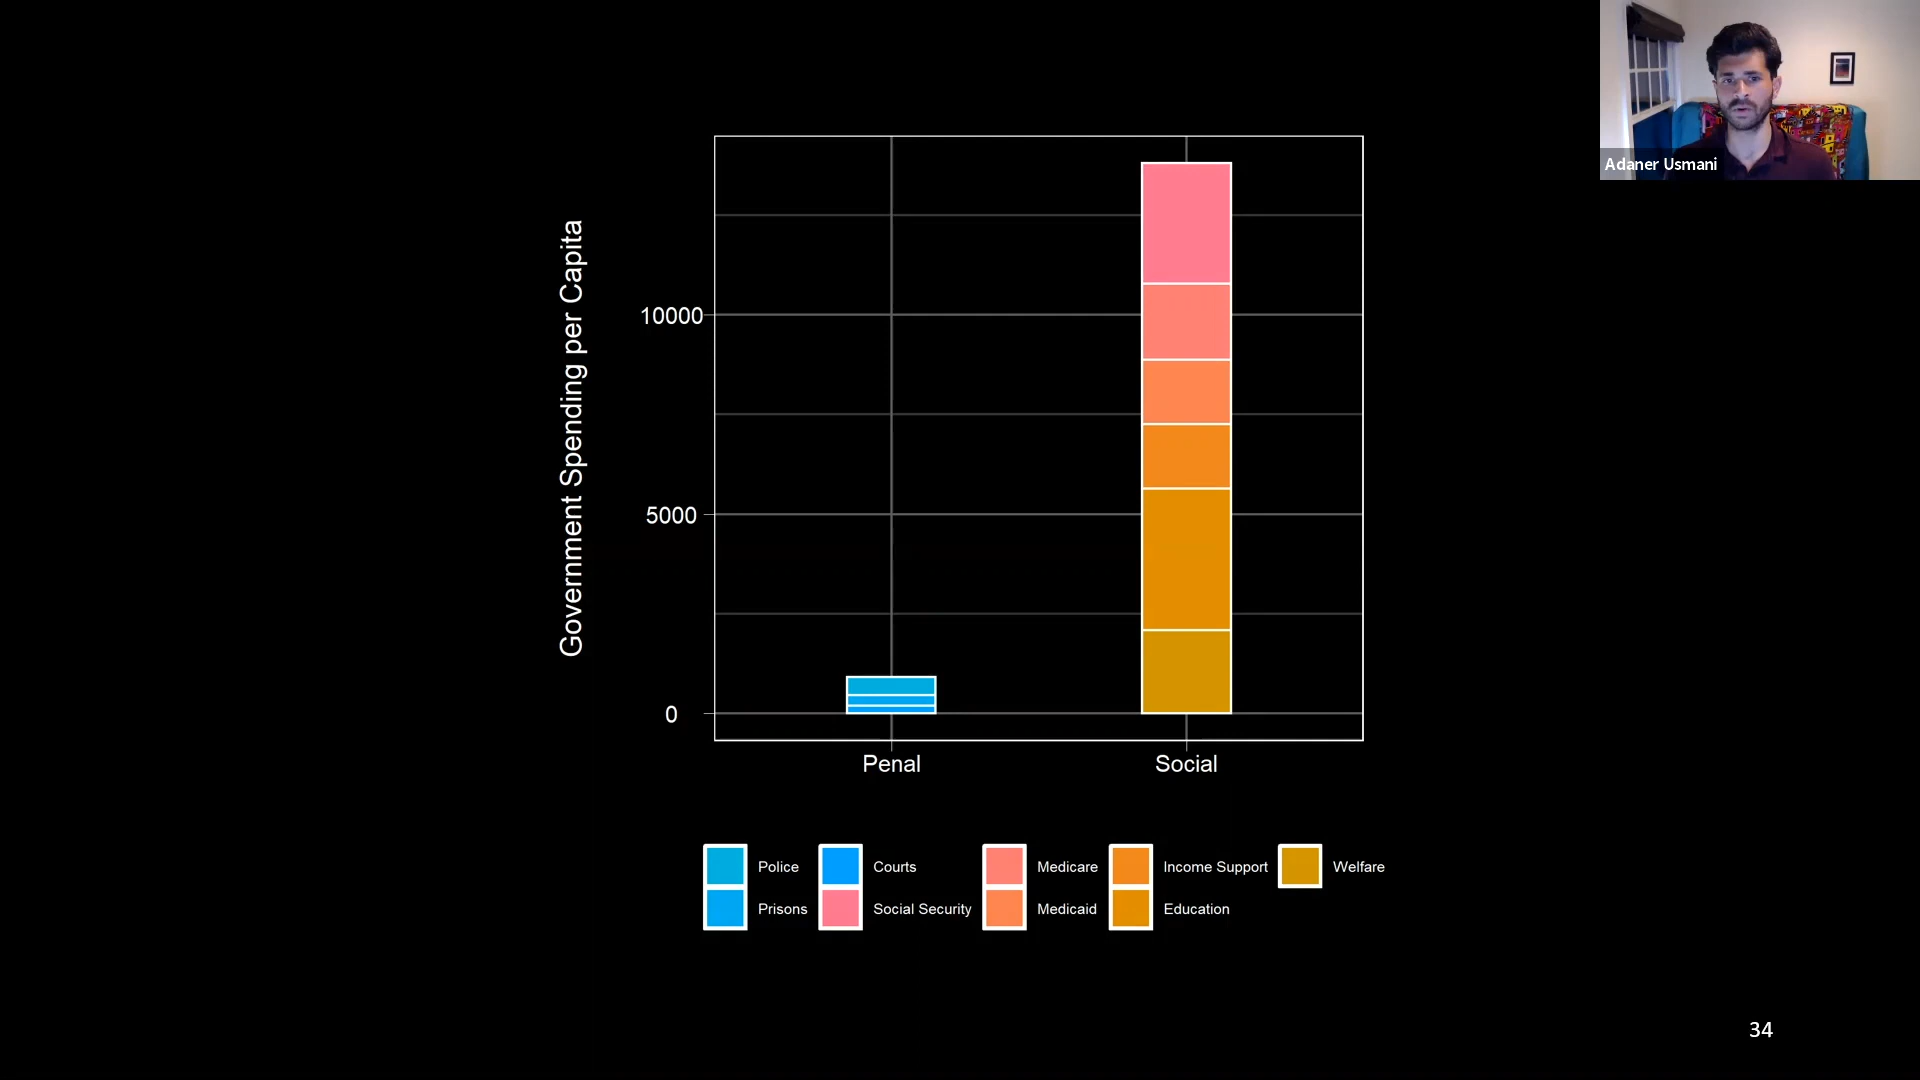 Adaner Usmani
Government Spending per Capita
10000
5000
0
Penal Social
Police Courts Medicare Income Support Welfare
Prisons Social Security Medicaid Education
34